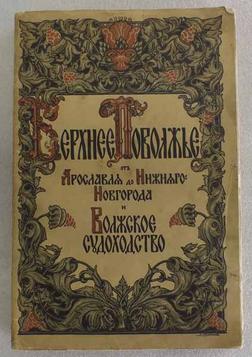 Верхнее Поволжье
отъ
Ярославля до Нижняго-
Новгорода
и
Волжское
судоходство